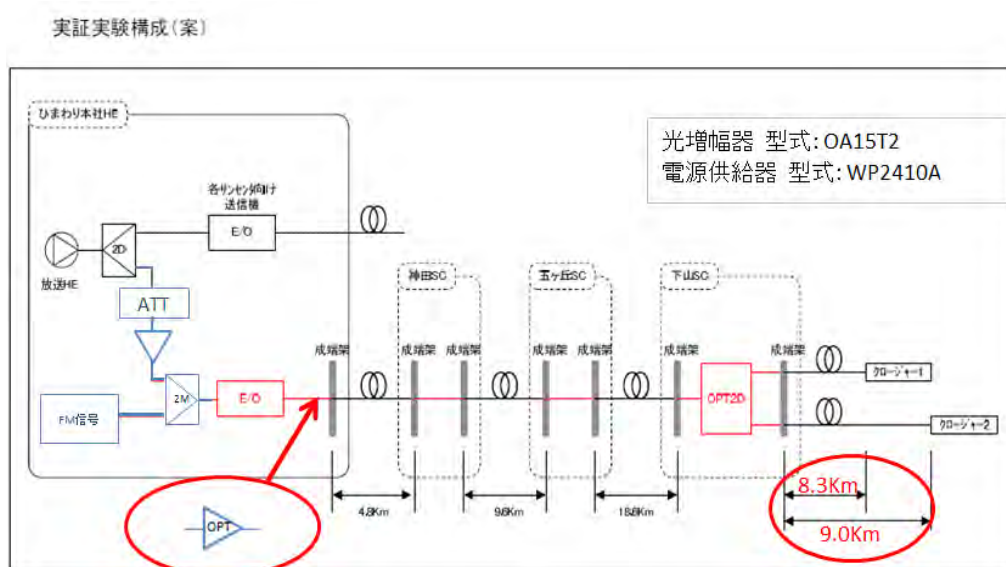 実証実験構成(案)
ひまわり本社HE
光増幅器 型式:OA15T2
電源供給器 型式:WP2410A
各サンセンタ向け
送信機
E/O
2D
放送HE
神田SC
五ヶ丘SC
下山SC
ATT
成端架
成端架
成端架
成端架
成端架
成端架
成端架
クロージャー1
FM信号
2M
E/O
OPT2D
クロージャー2
4.8Km
9.6Km
18.8Km
8.3Km
9.0Km
OPT